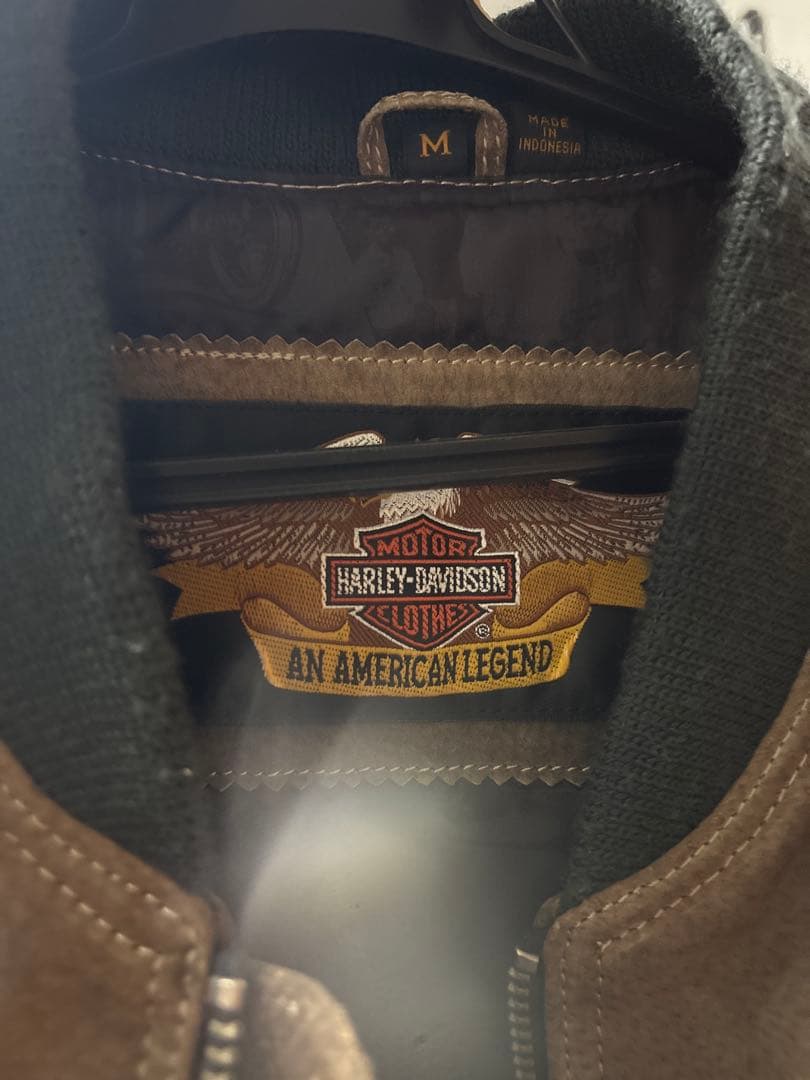 M
MADE
IN
INDONESIA
MOTOR
HARLEY-DAVIDSON
CLOTHES
®
AN AMERICAN LEGEND